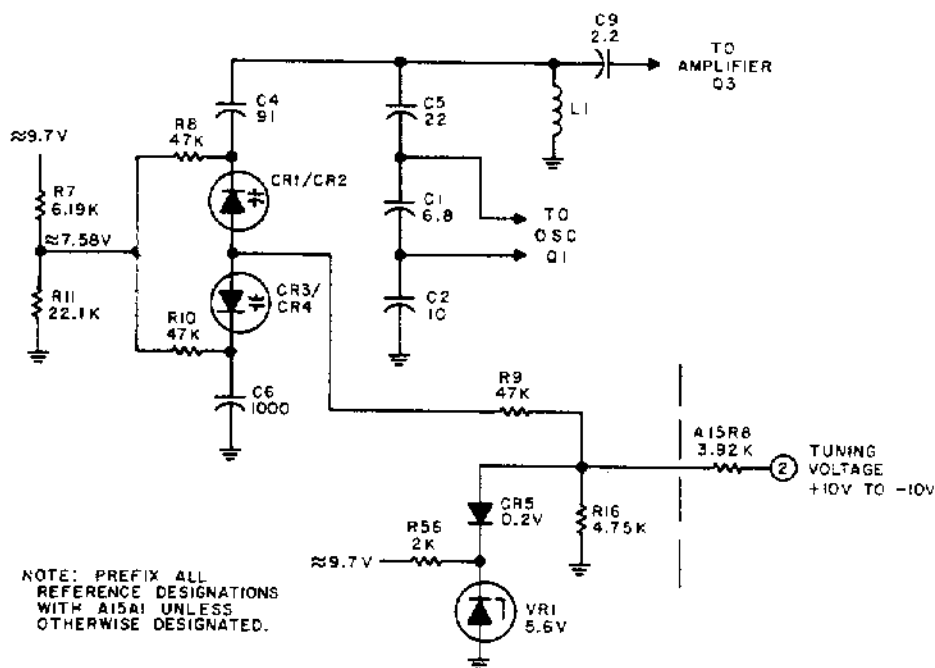 C9
2.2
TO
AMPLIFIER
Q3
C4
91
C5
22
L1
≈9.7V
R8
47K
R7
6.19K
CR1/CR2
C1
6.8
TO
OSC
Q1
≈7.58V
R11
22.1K
CR3/
CR4
C2
10
R10
47K
C6
1000
R9
47K
A15R8
3.92K
2
TUNING
VOLTAGE
+10V TO -10V
CR5
0.2V
R16
4.75K
R56
2K
≈9.7V
VR1
5.6V
NOTE: PREFIX ALL
REFERENCE DESIGNATIONS
WITH A15A1 UNLESS
OTHERWISE DESIGNATED.